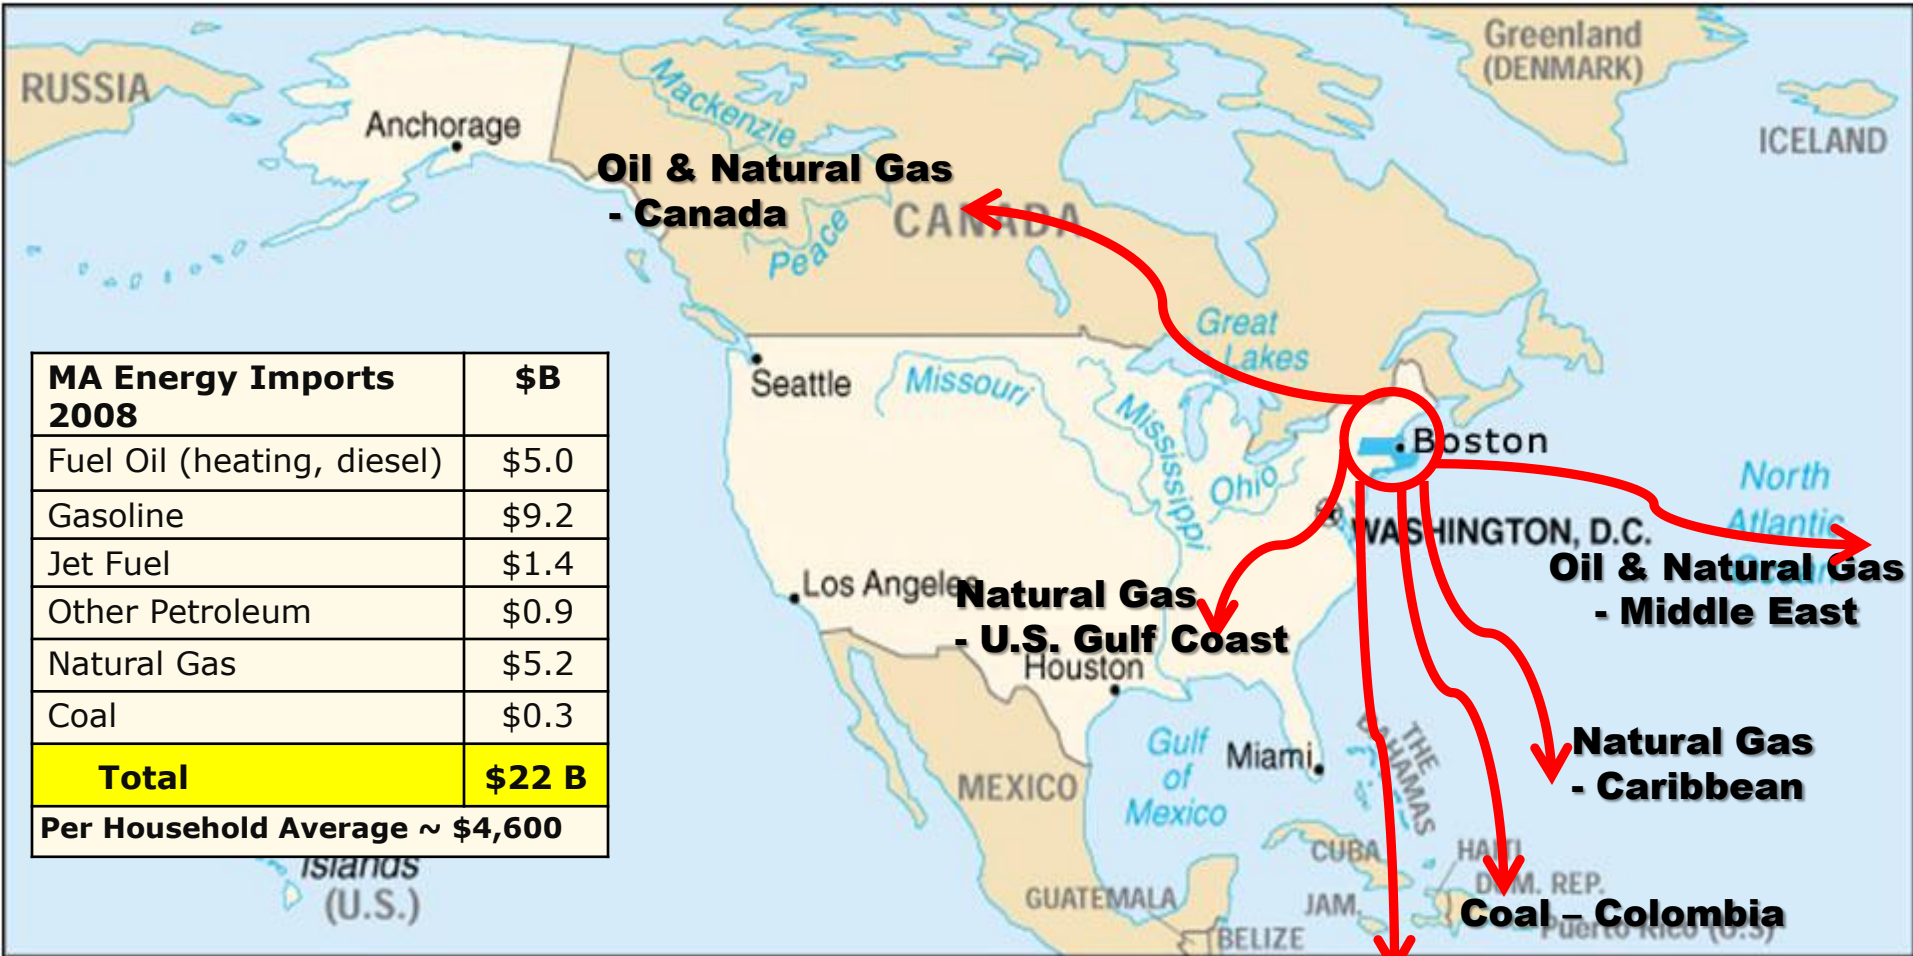 Greenland
(DENMARK)
RUSSIA
ICELAND
Anchorage
Mackenzie
Oil & Natural Gas
- Canada
CANADA
Peace
Great
Lakes
MA Energy Imports 2008 $B
Fuel Oil (heating, diesel) $5.0
Gasoline $9.2
Jet Fuel $1.4
Other Petroleum $0.9
Natural Gas $5.2
Coal $0.3
Total $22 B
Per Household Average ~ $4,600
Seattle
Missouri
Mississippi
Ohio
Boston
North
Atlantic
Ocean
WASHINGTON, D.C.
Oil & Natural Gas
- Middle East
Los Angeles
Natural Gas
- U.S. Gulf Coast
Houston
Gulf
of
Mexico
Miami
THE
BAHAMAS
Natural Gas
- Caribbean
MEXICO
CUBA
HAITI
DOM. REP.
JAM.
Coal – Colombia
Puerto Rico (U.S)
GUATEMALA
BELIZE
Islands
(U.S.)